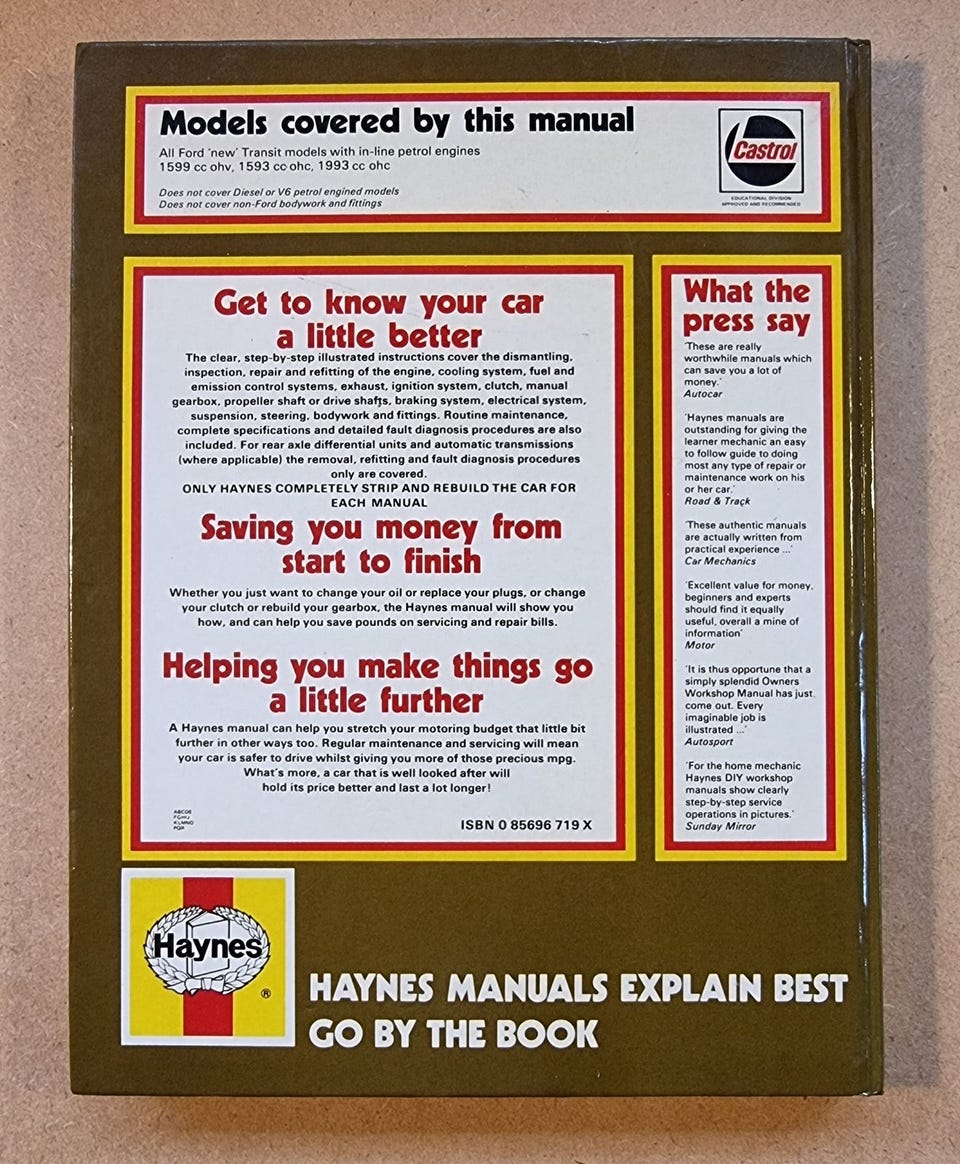 Models covered by this manual
All Ford 'new' Transit models with in-line petrol engines
1599 cc ohv, 1593 cc ohc, 1993 cc ohc
Does not cover Diesel or V6 petrol engined models
Does not cover non-Ford bodywork and fittings
Castrol
EDUCATIONAL DIVISION
APPROVED AND RECOMMENDED
Get to know your car
a little better
The clear, step-by-step illustrated instructions cover the dismantling,
inspection, repair and refitting of the engine, cooling system, fuel and
emission control systems, exhaust, ignition system, clutch, manual
gearbox, propeller shaft or drive shafts, braking system, electrical system,
suspension, steering, bodywork and fittings. Routine maintenance,
complete specifications and detailed fault diagnosis procedures are also
included. For rear axle differential units and automatic transmissions
(where applicable) the removal, refitting and fault diagnosis procedures
only are covered.
ONLY HAYNES COMPLETELY STRIP AND REBUILD THE CAR FOR
EACH MANUAL
Saving you money from
start to finish
Whether you just want to change your oil or replace your plugs, or change
your clutch or rebuild your gearbox, the Haynes manual will show you
how, and can help you save pounds on servicing and repair bills.
Helping you make things go
a little further
A Haynes manual can help you stretch your motoring budget that little bit
further in other ways too. Regular maintenance and servicing will mean
your car is safer to drive whilst giving you more of those precious mpg.
What's more, a car that is well looked after will
hold its price better and last a lot longer!
ABCDE
FGHIJ
KLMNO
PQR
ISBN 0 85696 719 X
What the
press say
'These are really
worthwhile manuals which
can save you a lot of
money.'
Autocar
'Haynes manuals are
outstanding for giving the
learner mechanic an easy
to follow guide to doing
most any type of repair or
maintenance work on his
or her car.'
Road & Track
'These authentic manuals
are actually written from
practical experience ...'
Car Mechanics
'Excellent value for money,
beginners and experts
should find it equally
useful, overall a mine of
information'
Motor
'It is thus opportune that a
simply splendid Owners
Workshop Manual has just
come out. Every
imaginable job is
illustrated ...'
Autosport
'For the home mechanic
Haynes DIY workshop
manuals show clearly
step-by-step service
operations in pictures.'
Sunday Mirror
Haynes
®
HAYNES MANUALS EXPLAIN BEST
GO BY THE BOOK